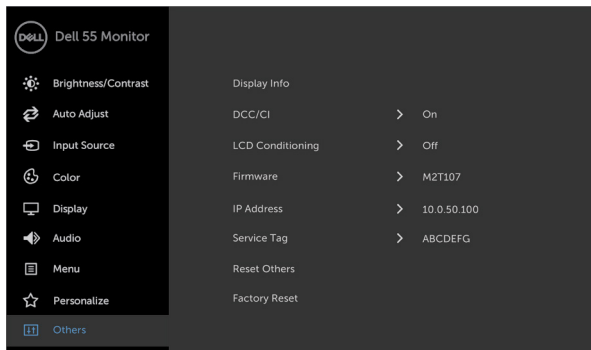 DELL Dell 55 Monitor
Brightness/Contrast
Auto Adjust
Input Source
Color
Display
Audio
Menu
Personalize
Others
Display Info
DCC/CI > On
LCD Conditioning > Off
Firmware > M2T107
IP Address > 10.0.50.100
Service Tag > ABCDEFG
Reset Others
Factory Reset